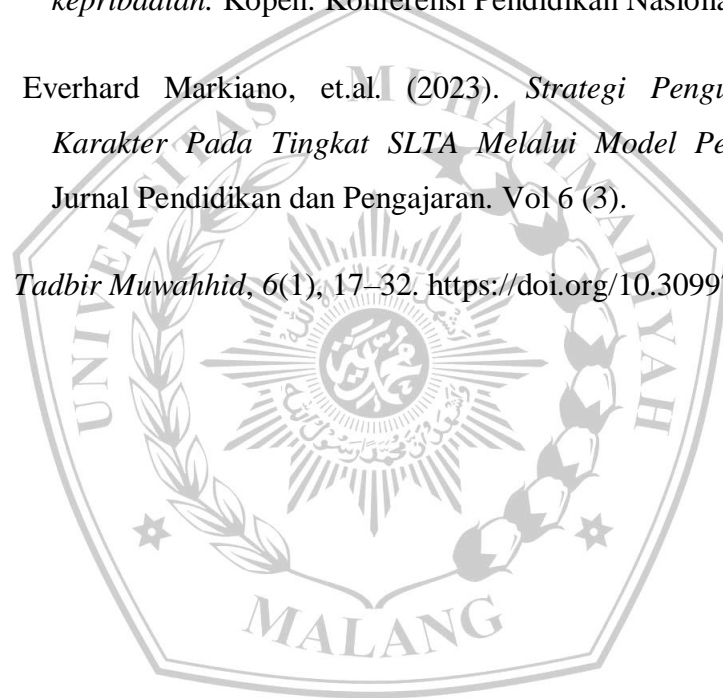 kepribadian. Kopen: Konferensi Pendidikan Nasiona
Everhard Markiano, et.al. (2023). Strategi Pengu
Karakter Pada Tingkat SLTA Melalui Model Pe
Jurnal Pendidikan dan Pengajaran. Vol 6 (3).
Tadbir Muwahhid, 6(1), 17–32. https://doi.org/10.3099
UNIVERSITAS MUHAMMADIYAH
MALANG